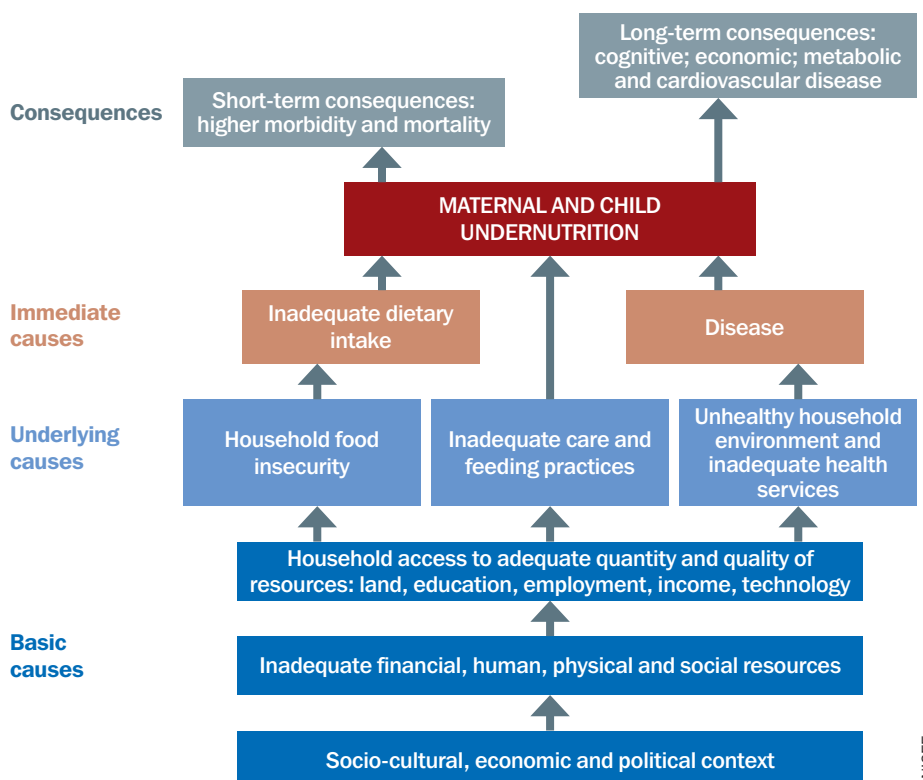 Long-term consequences:
cognitive; economic; metabolic
and cardiovascular disease
Consequences
Short-term consequences:
higher morbidity and mortality
MATERNAL AND CHILD
UNDERNUTRITION
Immediate
causes
Inadequate dietary
intake
Disease
Underlying
causes
Household food
insecurity
Inadequate care and
feeding practices
Unhealthy household
environment and
inadequate health
services
Household access to adequate quantity and quality of
resources: land, education, employment, income, technology
Basic
causes
Inadequate financial, human, physical and social resources
Socio-cultural, economic and political context